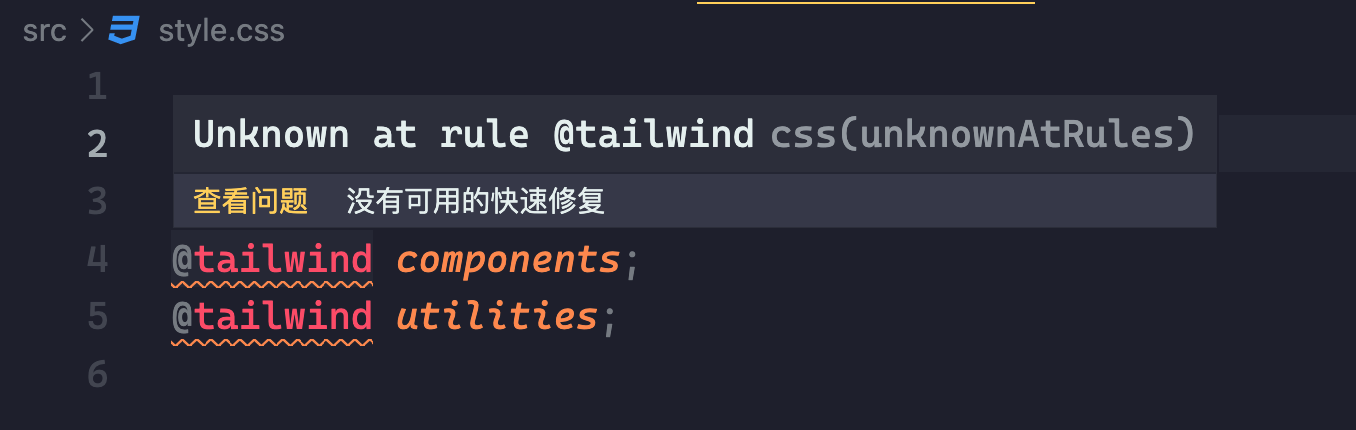 src > style.css
1
2
Unknown at rule @tailwind css(unknownAtRules)
3
查看问题 没有可用的快速修复
4 @tailwind components;
5 @tailwind utilities;
6